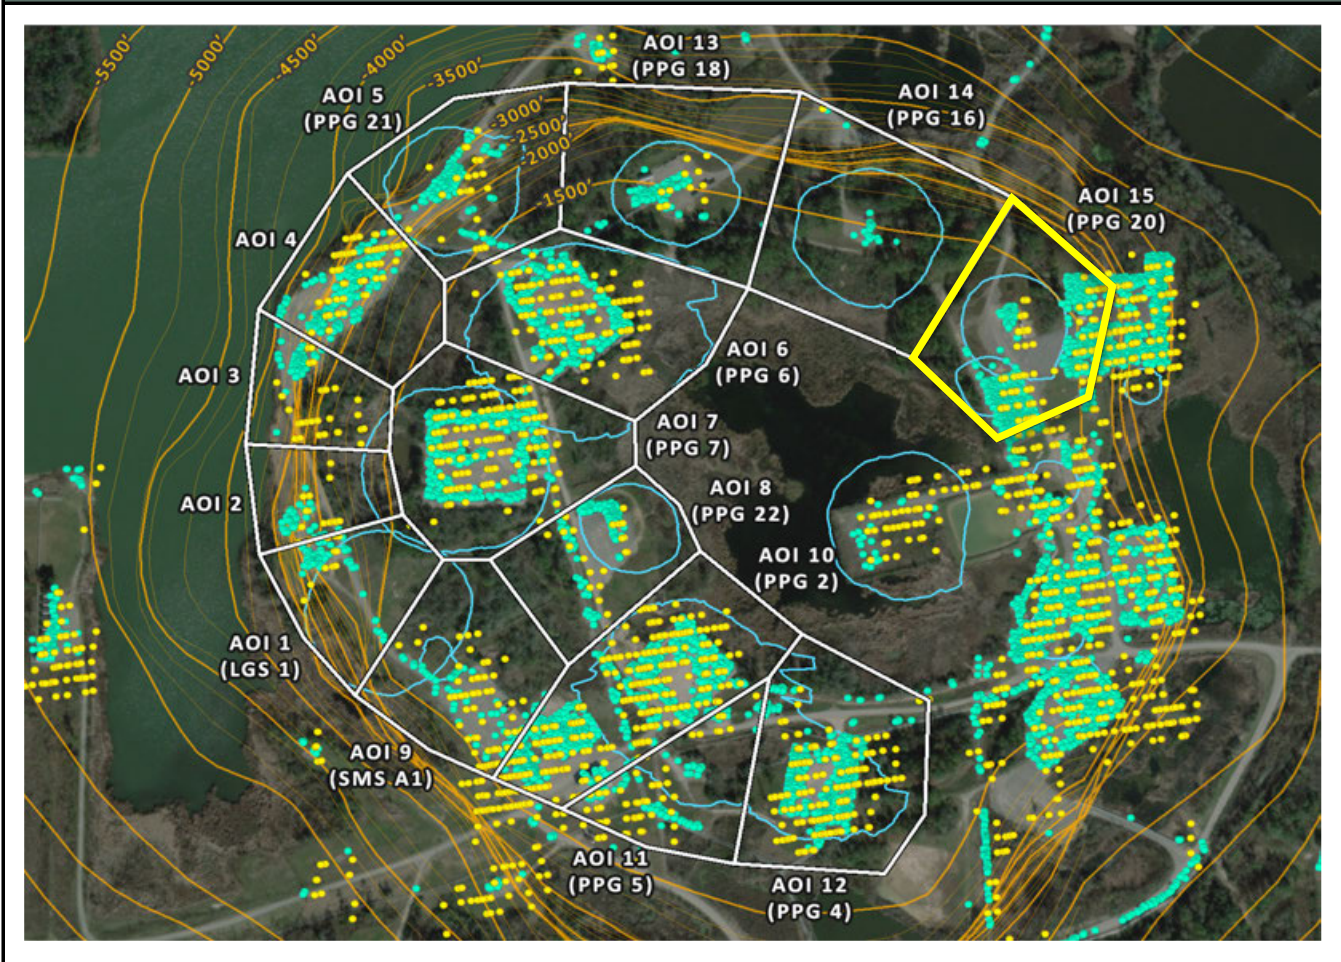 -5500'
-5000'
-4500'
-4000'
-3500'
-3000'
-2500'
-2000'
-1500'
AOI 13
(PPG 18)
AOI 5
(PPG 21)
AOI 14
(PPG 16)
AOI 15
(PPG 20)
AOI 4
AOI 6
(PPG 6)
AOI 3
AOI 7
(PPG 7)
AOI 2
AOI 8
(PPG 22)
AOI 10
(PPG 2)
AOI 1
(LGS 1)
AOI 9
(SMS A1)
AOI 11
(PPG 5)
AOI 12
(PPG 4)